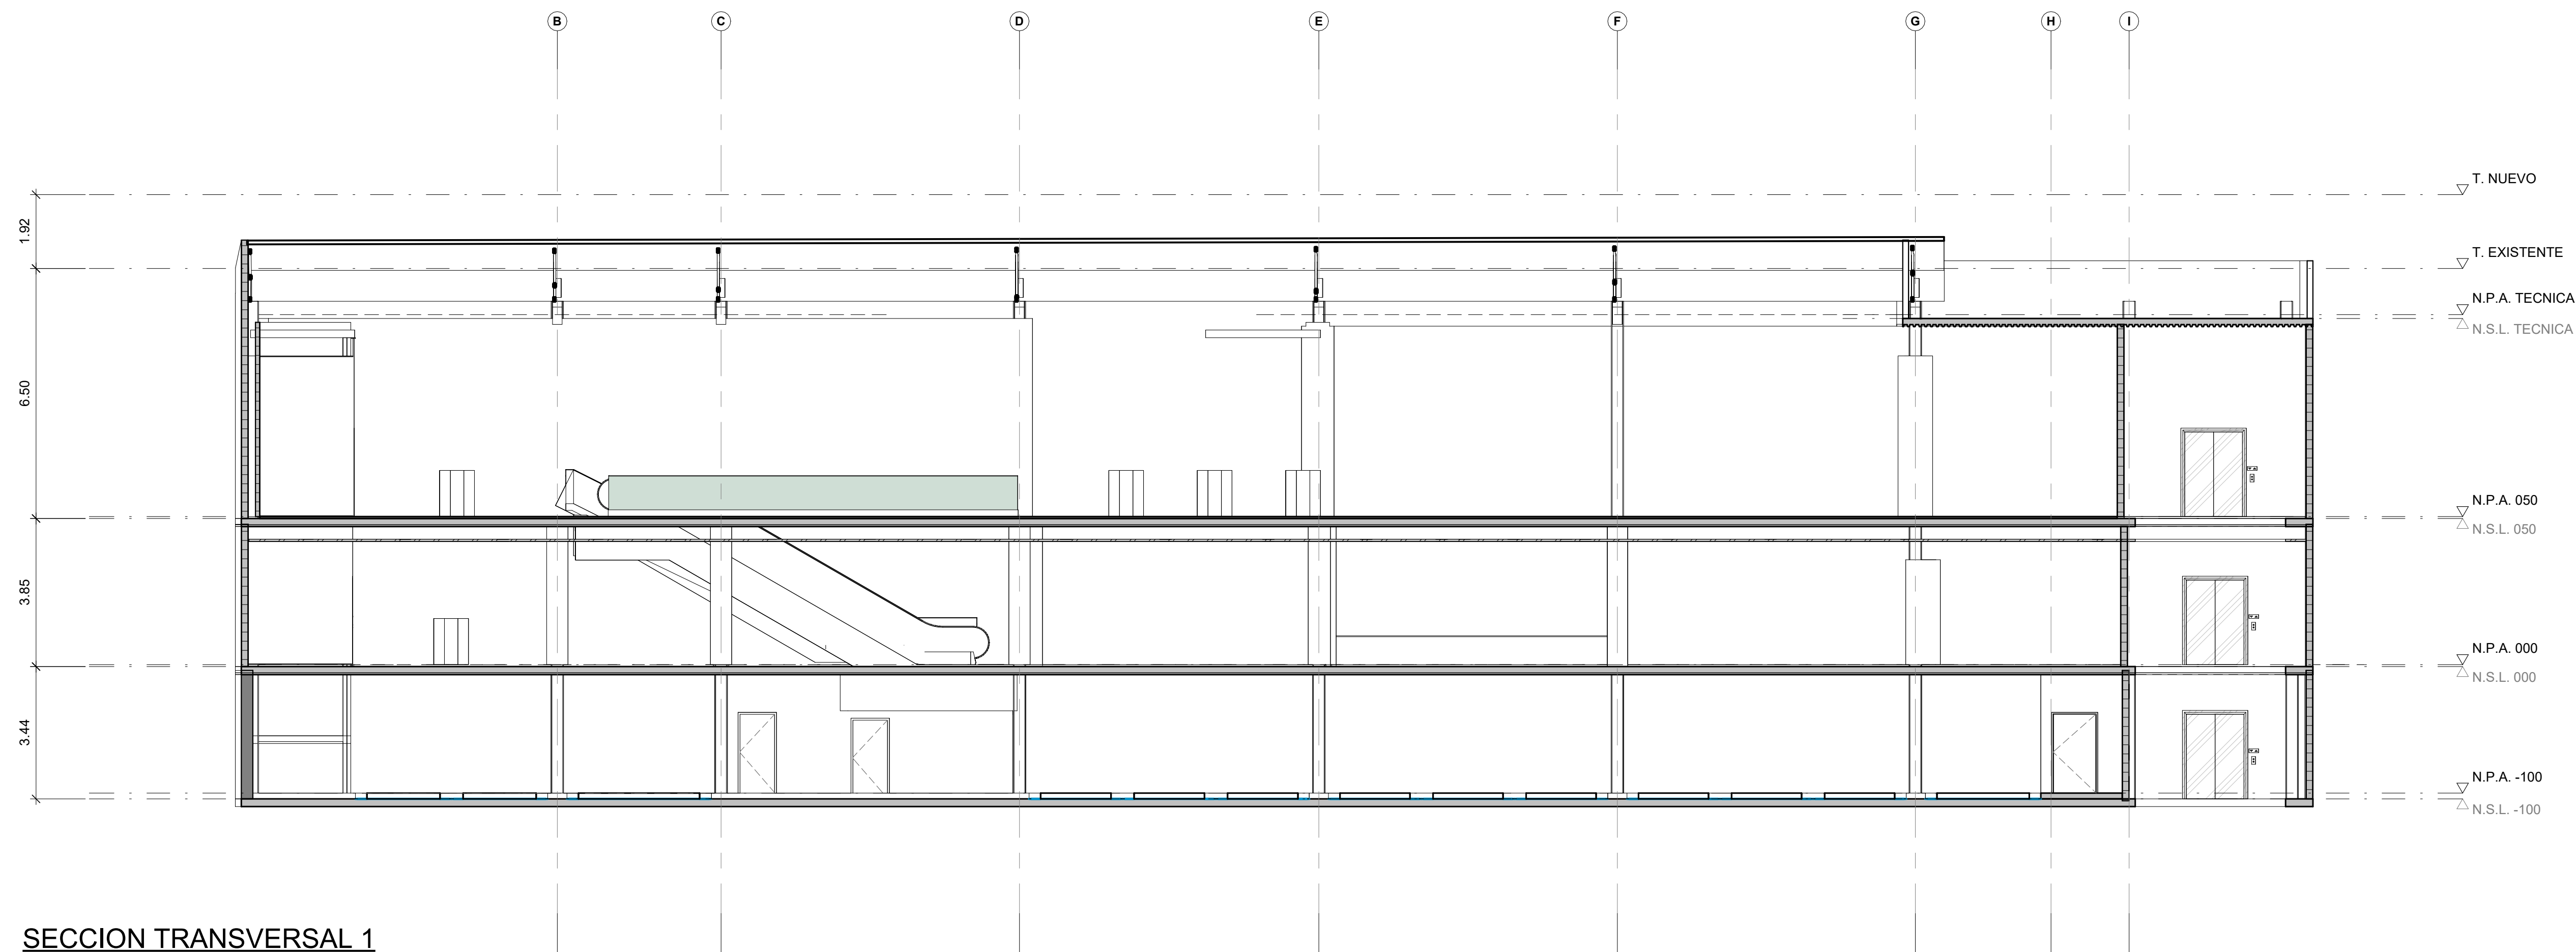 B C D E F G H I
T. NUEVO
1.92
T. EXISTENTE
N.P.A. TECNICA
N.S.L. TECNICA
6.50
N.P.A. 050
N.S.L. 050
3.85
N.P.A. 000
N.S.L. 000
3.44
N.P.A. -100
N.S.L. -100
SECCION TRANSVERSAL 1